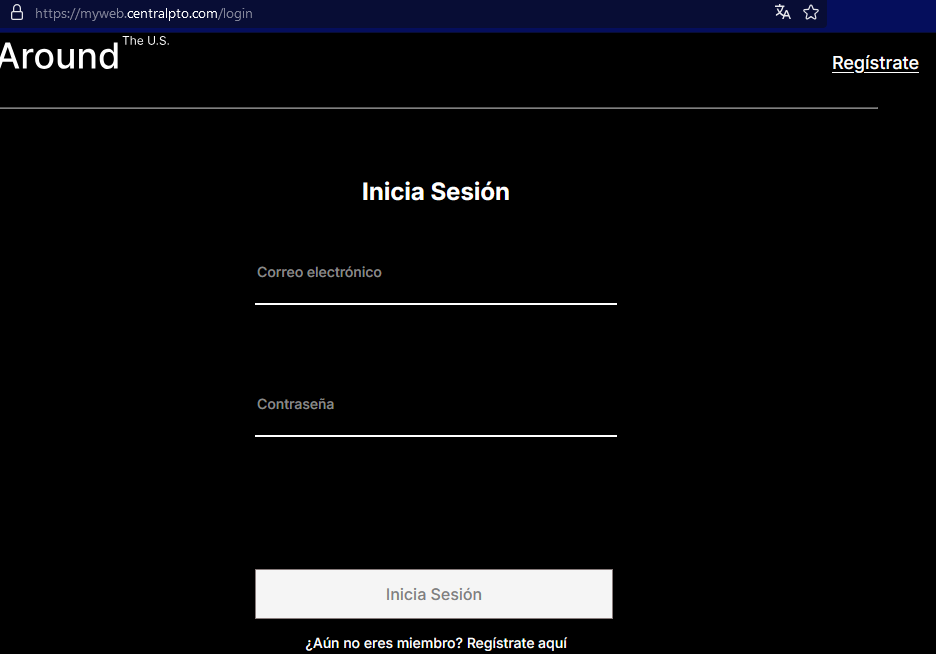 https://myweb.centralpto.com/login
Around The U.S.
Regístrate
Inicia Sesión
Correo electrónico
Contraseña
Inicia Sesión
¿Aún no eres miembro? Regístrate aquí